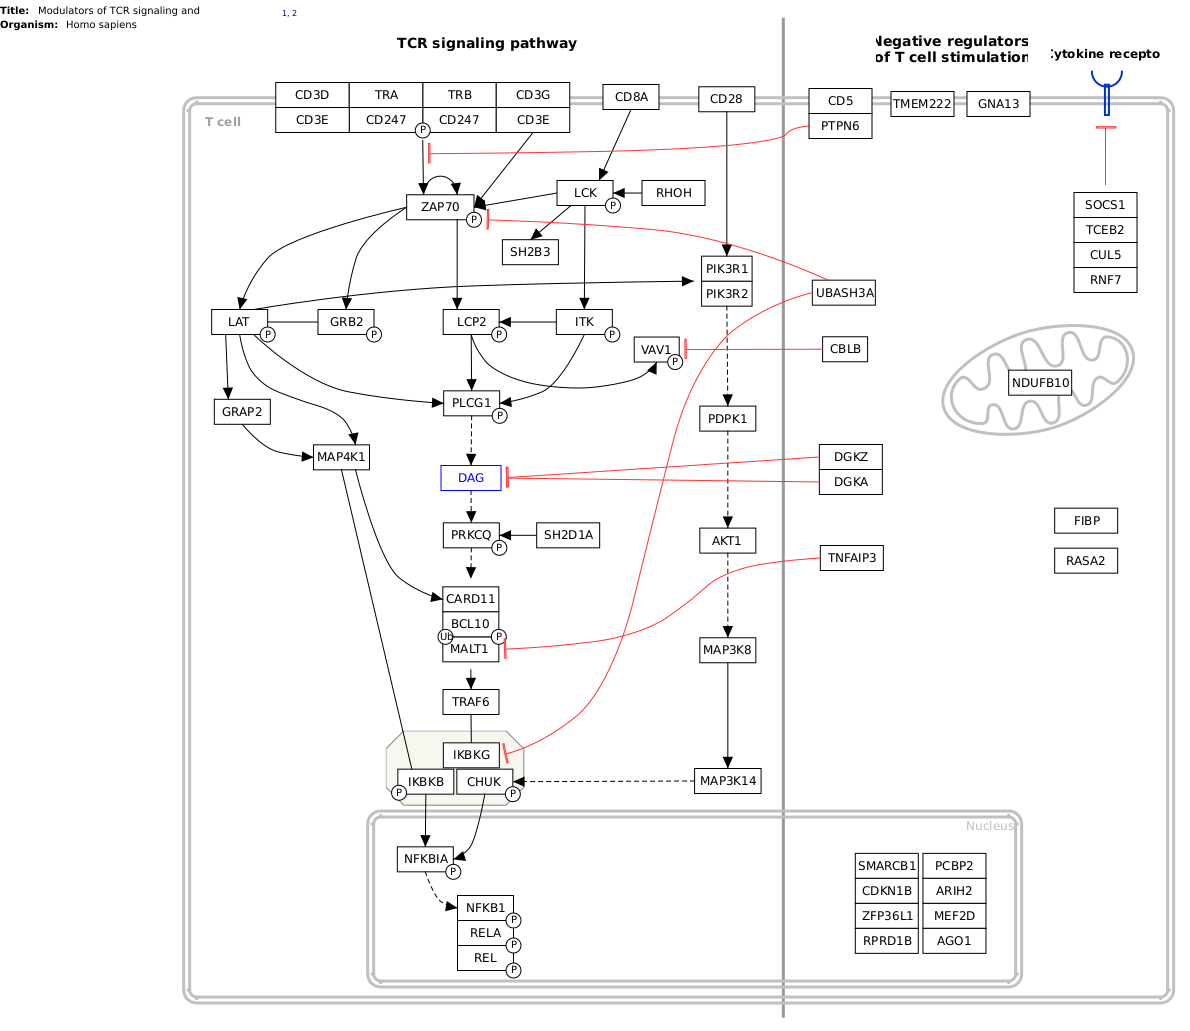 Title: Modulators of TCR signaling and
1, 2
Organism: Homo sapiens
TCR signaling pathway
Negative regulators
of T cell stimulation
Cytokine recepto
T cell
CD3D TRA TRB CD3G
CD3E CD247 CD247 CD3E
P
CD8A
CD28
CD5
PTPN6
TMEM222
GNA13
ZAP70
P
LCK
P
RHOH
SH2B3
SOCS1
TCEB2
CUL5
RNF7
PIK3R1
PIK3R2
UBASH3A
LAT
P
GRB2
P
LCP2
P
ITK
P
VAV1
P
CBLB
NDUFB10
GRAP2
PLCG1
P
PDPK1
MAP4K1
DAG
DGKZ
DGKA
PRKCQ
P
SH2D1A
AKT1
FIBP
TNFAIP3
RASA2
CARD11
BCL10
Ub
P
MALT1
MAP3K8
TRAF6
IKBKG
IKBKB
P
CHUK
P
MAP3K14
Nucleus
NFKBIA
P
NFKB1
P
RELA
P
REL
P
SMARCB1 PCBP2
CDKN1B ARIH2
ZFP36L1 MEF2D
RPRD1B AGO1